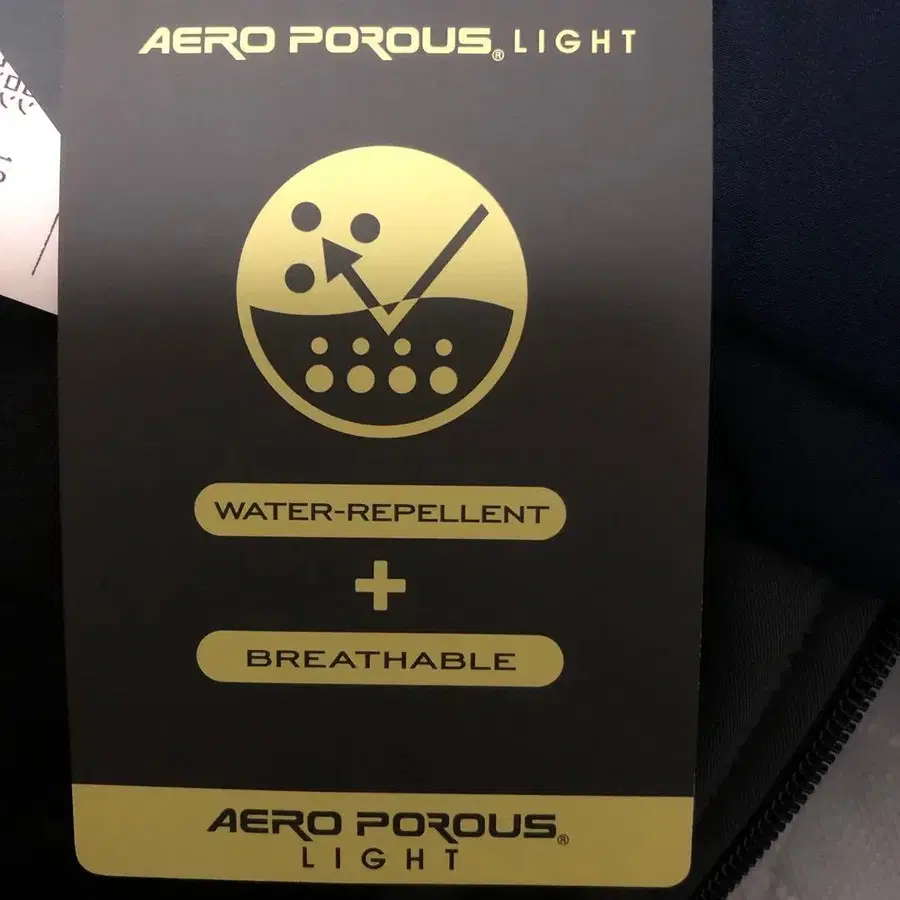 AERO POROUS® LIGHT
WATER-REPELLENT
+
BREATHABLE
AERO POROUS®
LIGHT